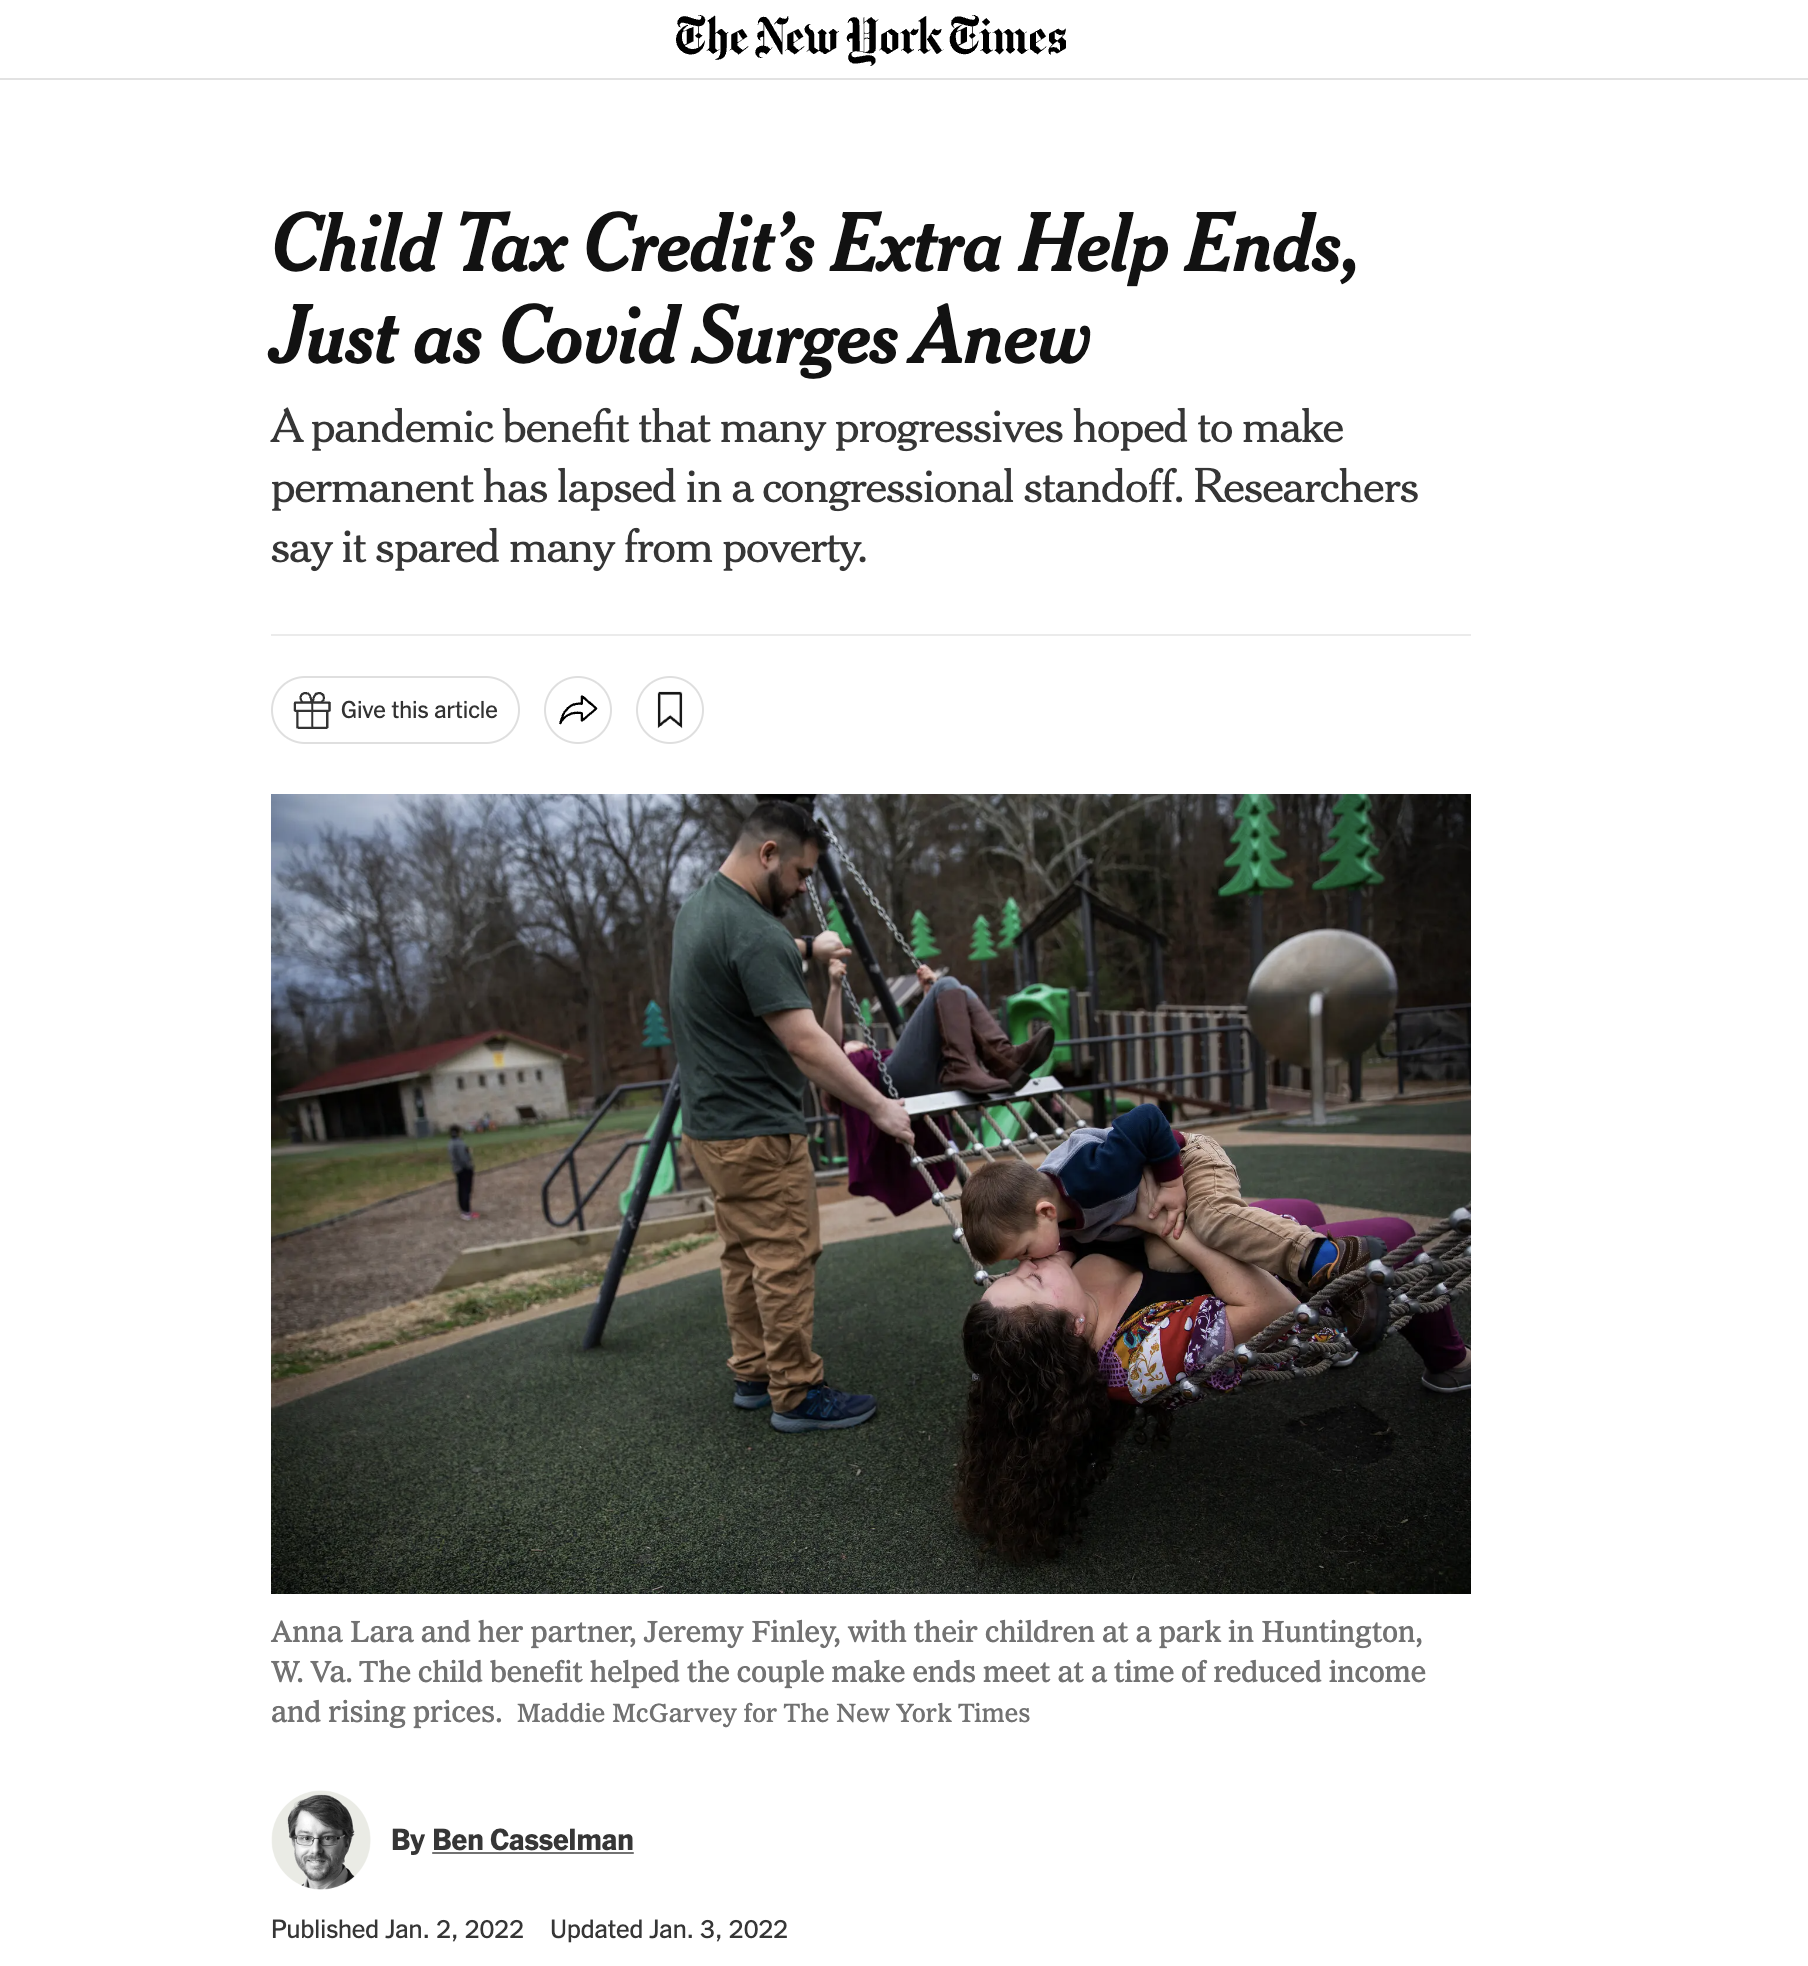 The New York Times
Child Tax Credit’s Extra Help Ends,
Just as Covid Surges Anew
A pandemic benefit that many progressives hoped to make
permanent has lapsed in a congressional standoff. Researchers
say it spared many from poverty.
Give this article
Anna Lara and her partner, Jeremy Finley, with their children at a park in Huntington,
W. Va. The child benefit helped the couple make ends meet at a time of reduced income
and rising prices. Maddie McGarvey for The New York Times
By Ben Casselman
Published Jan. 2, 2022 Updated Jan. 3, 2022